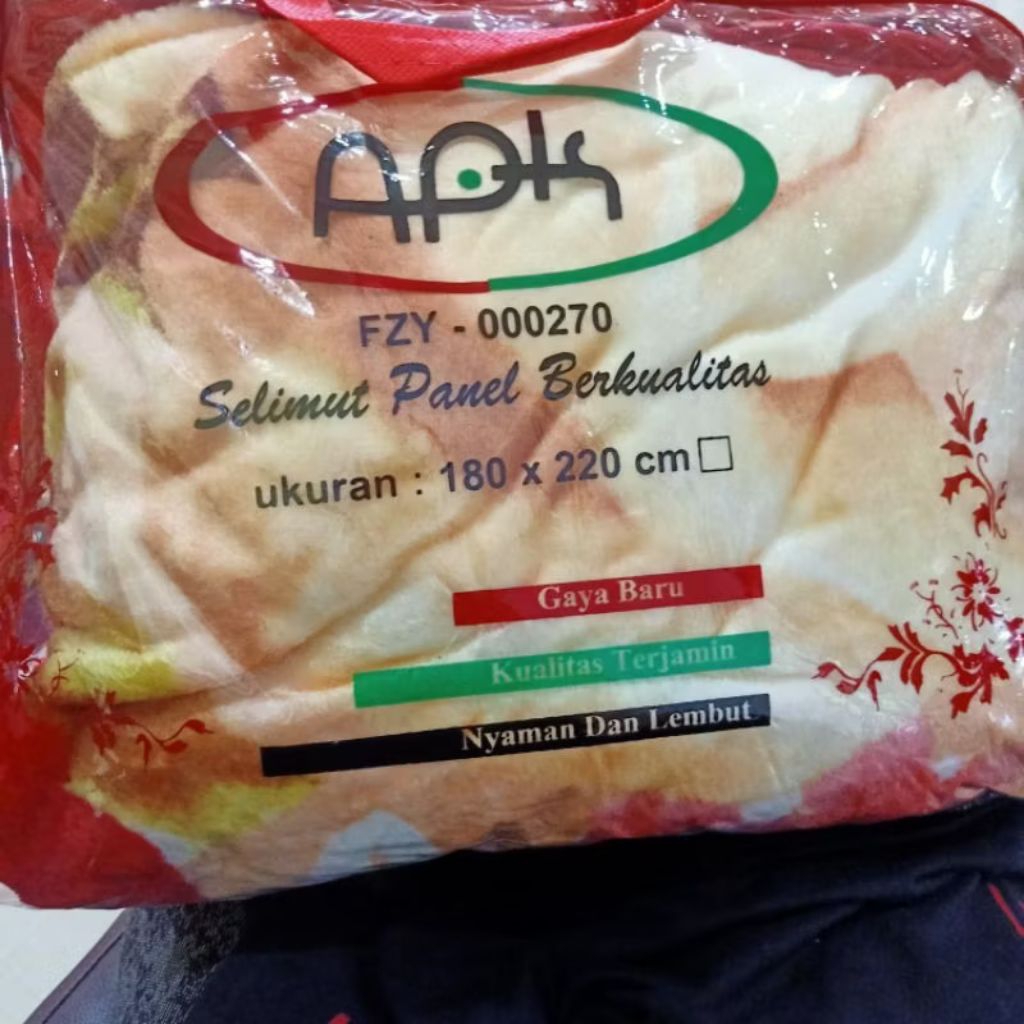 APK
FZY - 000270
Selimut Panel Berkualitas
ukuran : 180 x 220 cm
Gaya Baru
Kualitas Terjamin
Nyaman Dan Lembut